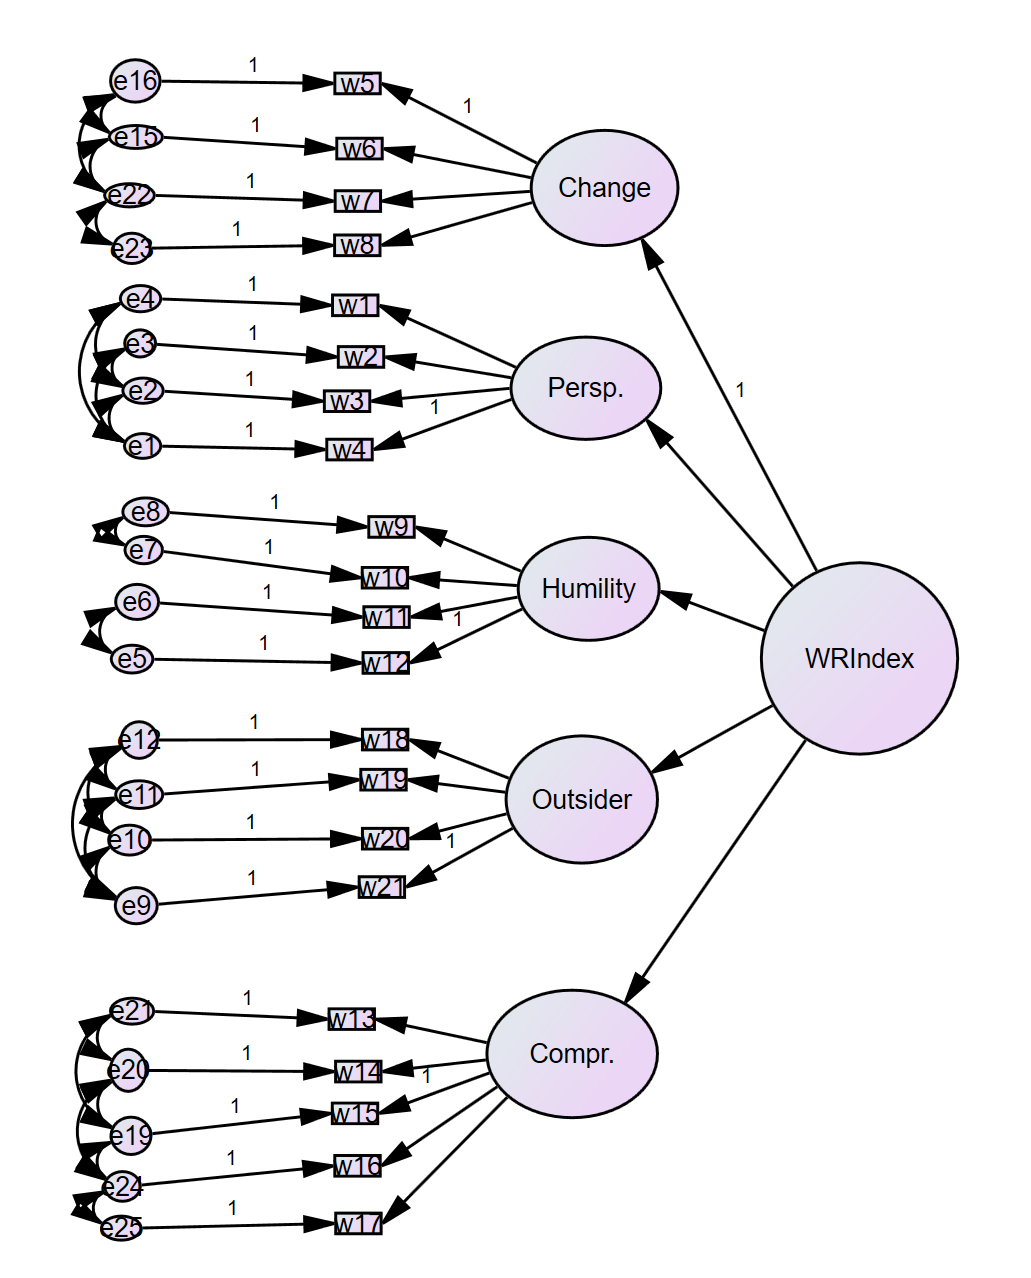 e16 1 w5
1
e15 1 w6
Change
e22 1 w7
e23 1 w8
e4 1 w1
e3 1 w2
Persp.
1
e2 1 w3
1
e1 1 w4
e8 1 w9
e7 1 w10
Humility
e6 1 w11
1
e5 1 w12
WRIndex
e12 1 w18
e11 1 w19
Outsider
e10 1 w20
1
e9 1 w21
e21 1 w13
Compr.
e20 1 w14
1
e19 1 w15
e24 1 w16
e25 1 w17